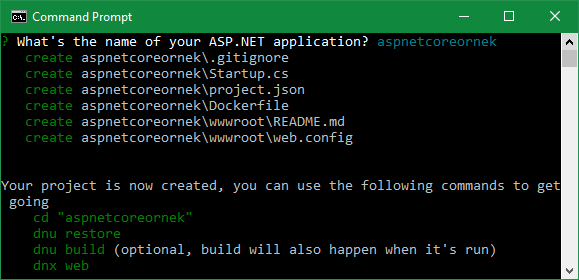 Command Prompt
? What's the name of your ASP.NET application? aspnetcoreornek
create aspnetcoreornek\.gitignore
create aspnetcoreornek\Startup.cs
create aspnetcoreornek\project.json
create aspnetcoreornek\Dockerfile
create aspnetcoreornek\wwwroot\README.md
create aspnetcoreornek\wwwroot\web.config
Your project is now created, you can use the following commands to get
going
cd "aspnetcoreornek"
dnu restore
dnu build (optional, build will also happen when it's run)
dnx web